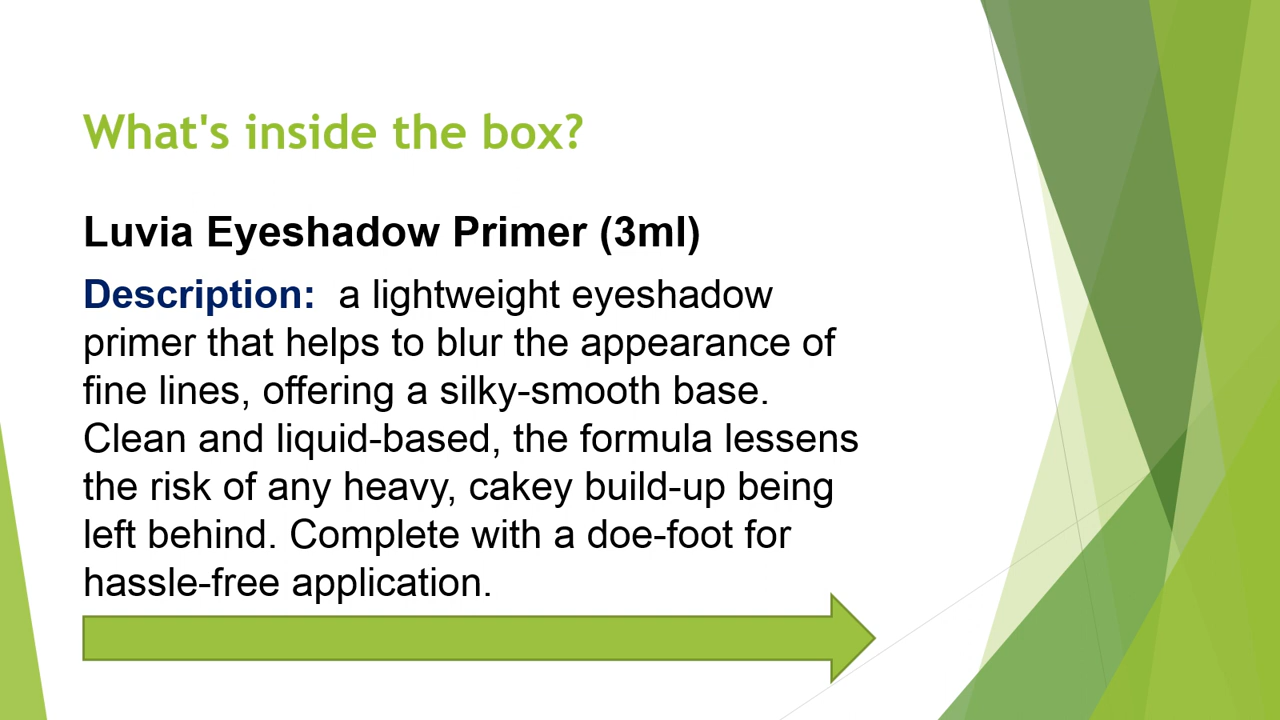 What's inside the box?
Luvia Eyeshadow Primer (3ml)
Description:  a lightweight eyeshadow
primer that helps to blur the appearance of
fine lines, offering a silky-smooth base.
Clean and liquid-based, the formula lessens
the risk of any heavy, cakey build-up being
left behind. Complete with a doe-foot for
hassle-free application.